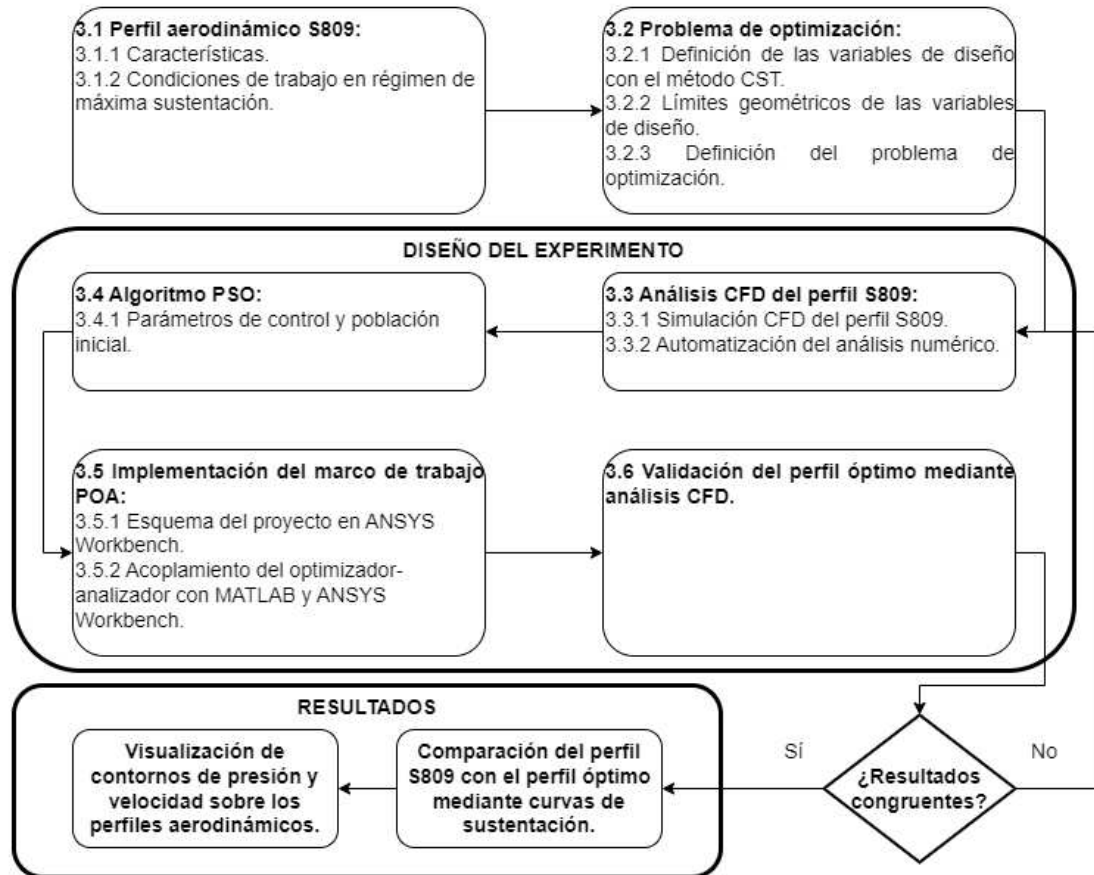 3.1 Perfil aerodinámico S809:
3.1.1 Características.
3.1.2 Condiciones de trabajo en régimen de
máxima sustentación.
3.2 Problema de optimización:
3.2.1 Definición de las variables de diseño
con el método CST.
3.2.2 Límites geométricos de las variables
de diseño.
3.2.3 Definición del problema de
optimización.
DISEÑO DEL EXPERIMENTO
3.4 Algoritmo PSO:
3.4.1 Parámetros de control y población
inicial.
3.3 Análisis CFD del perfil S809:
3.3.1 Simulación CFD del perfil S809.
3.3.2 Automatización del análisis numérico.
3.5 Implementación del marco de trabajo
POA:
3.5.1 Esquema del proyecto en ANSYS
Workbench.
3.5.2 Acoplamiento del optimizador-
analizador con MATLAB y ANSYS
Workbench.
3.6 Validación del perfil óptimo mediante
análisis CFD.
RESULTADOS
Visualización de
contornos de presión y
velocidad sobre los
perfiles aerodinámicos.
Comparación del perfil
S809 con el perfil óptimo
mediante curvas de
sustentación.
Sí
¿Resultados
congruentes?
No